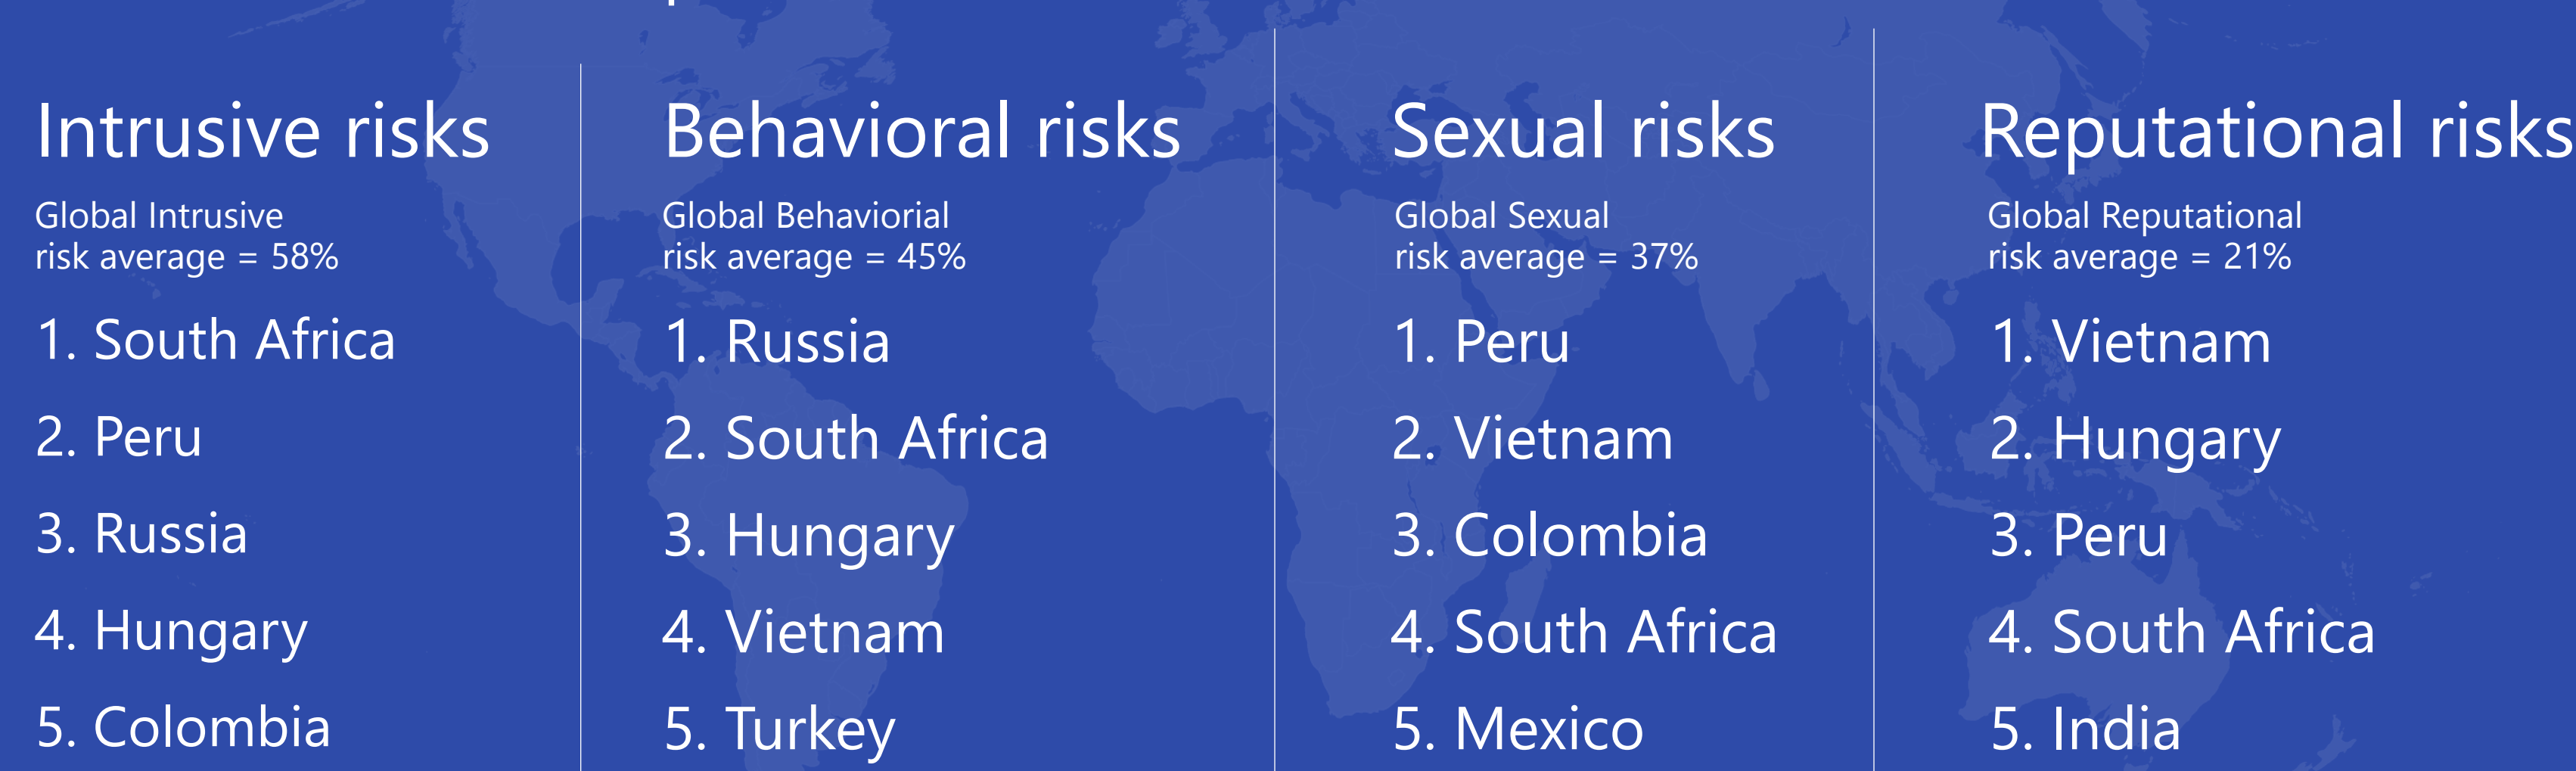 Intrusive risks
Global Intrusive
risk average = 58%
1. South Africa
2. Peru
3. Russia
4. Hungary
5. Colombia
Behavioral risks
Global Behaviorial
risk average = 45%
1. Russia
2. South Africa
3. Hungary
4. Vietnam
5. Turkey
Sexual risks
Global Sexual
risk average = 37%
1. Peru
2. Vietnam
3. Colombia
4. South Africa
5. Mexico
Reputational risks
Global Reputational
risk average = 21%
1. Vietnam
2. Hungary
3. Peru
4. South Africa
5. India